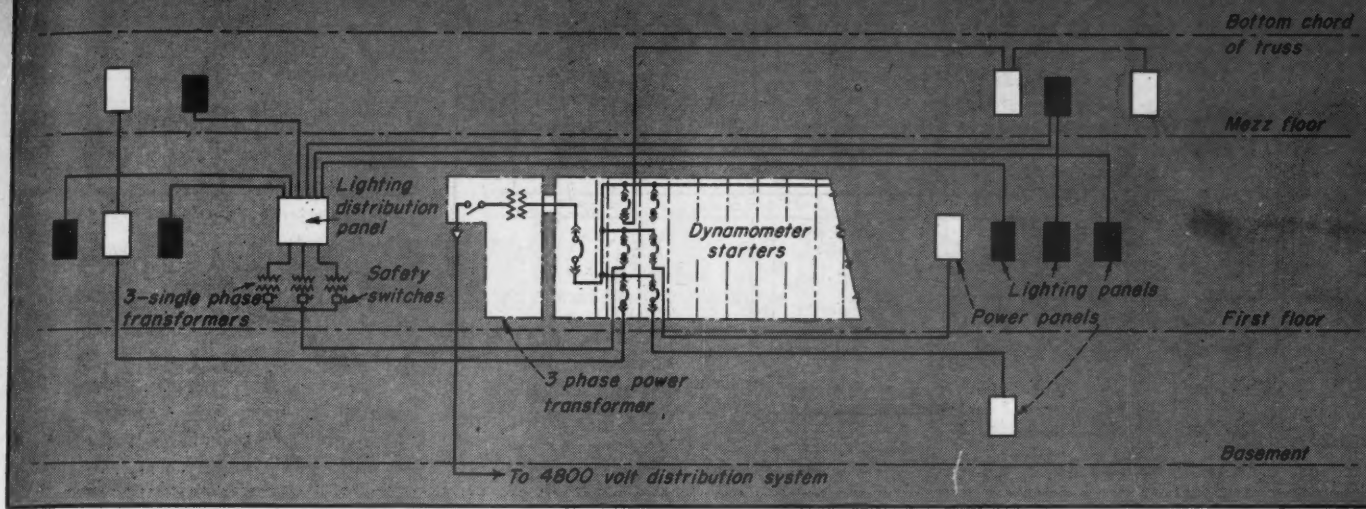 Bottom chord
of truss
Mezz floor
Lighting
distribution
panel
Dynamometer
starters
Safety
switches
3-single phase
transformers
Lighting panels
Power panels
First floor
3 phase power
transformer
Basement
To 4800 volt distribution system